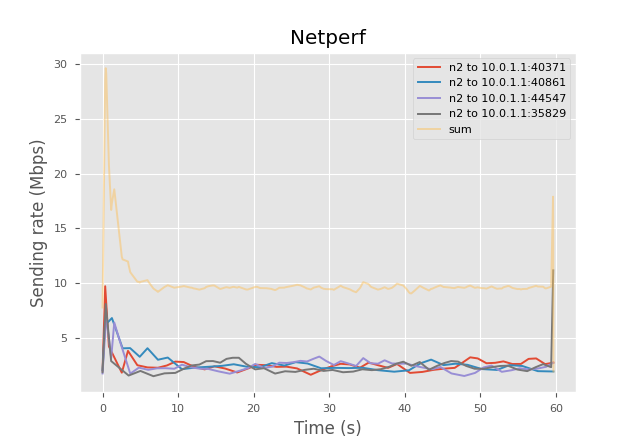 Netperf
30
25
20
15
10
5
Sending rate (Mbps)
n2 to 10.0.1.1:40371
n2 to 10.0.1.1:40861
n2 to 10.0.1.1:44547
n2 to 10.0.1.1:35829
sum
0 10 20 30 40 50 60
Time (s)